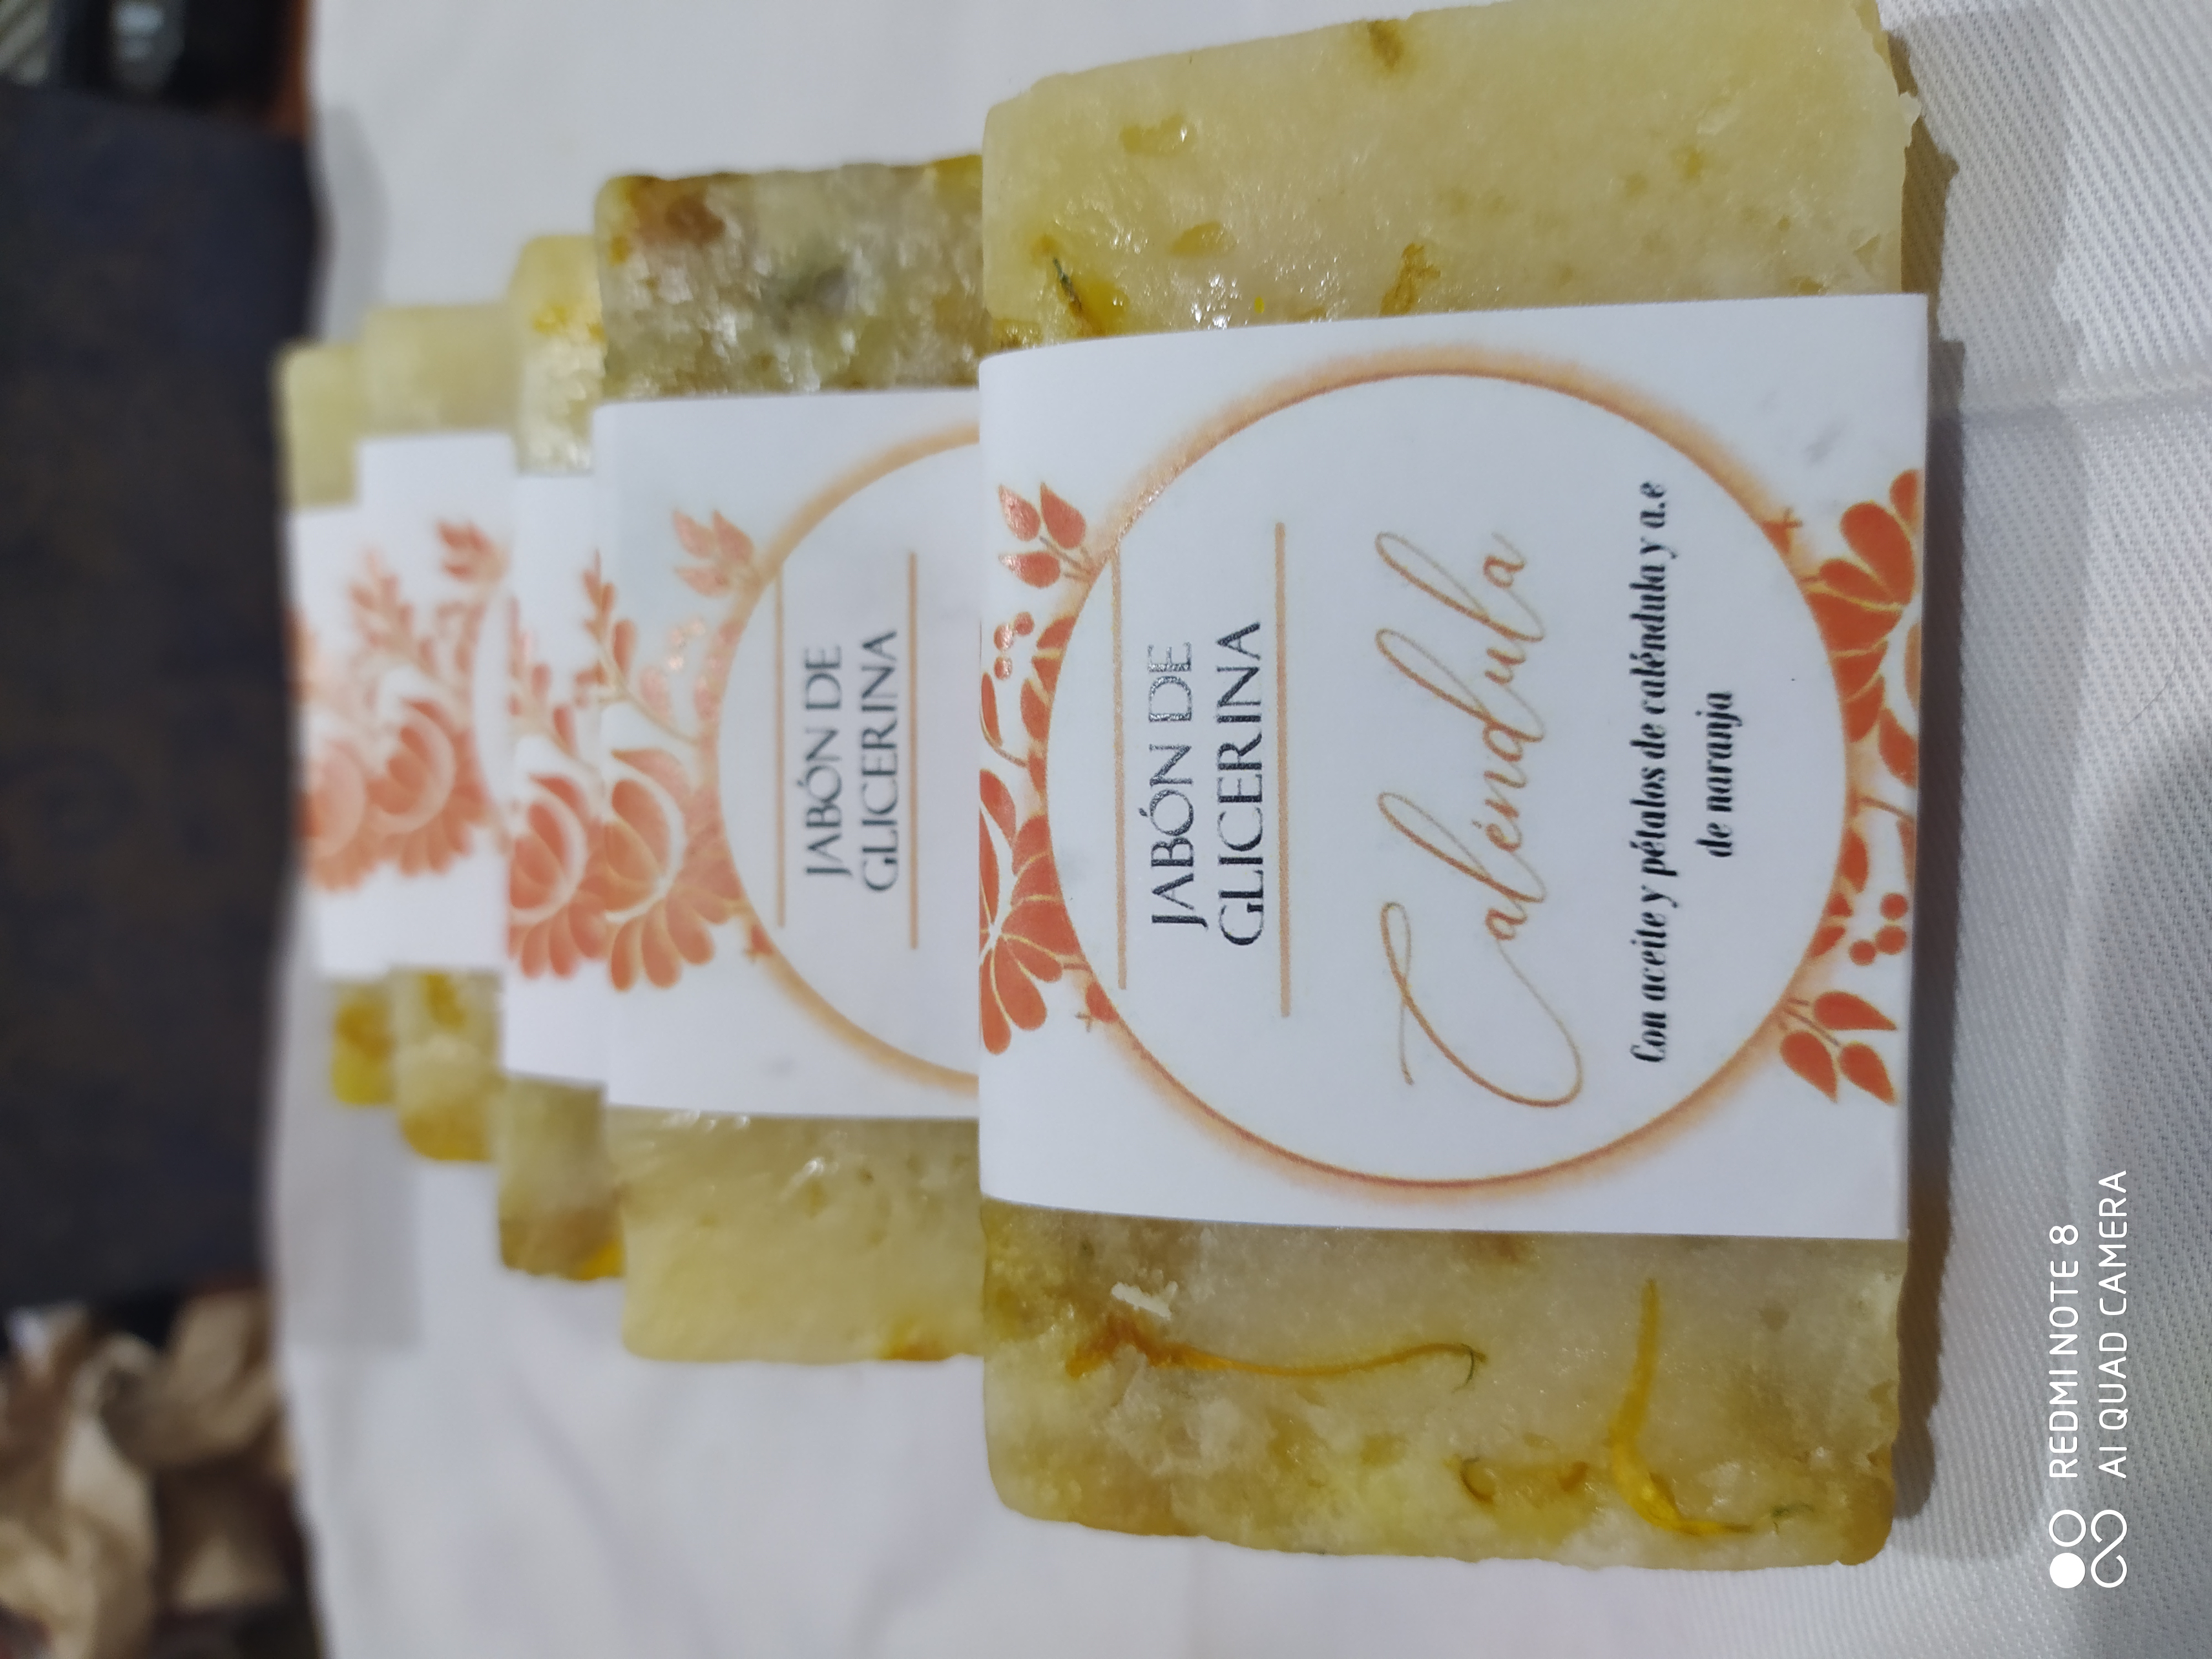 JABÓN DE
GLICERINA
JABÓN DE
GLICERINA
Caléndula
Con aceite y pétalos de caléndula y a.e
de naranja
REDMI NOTE 8
AI QUAD CAMERA